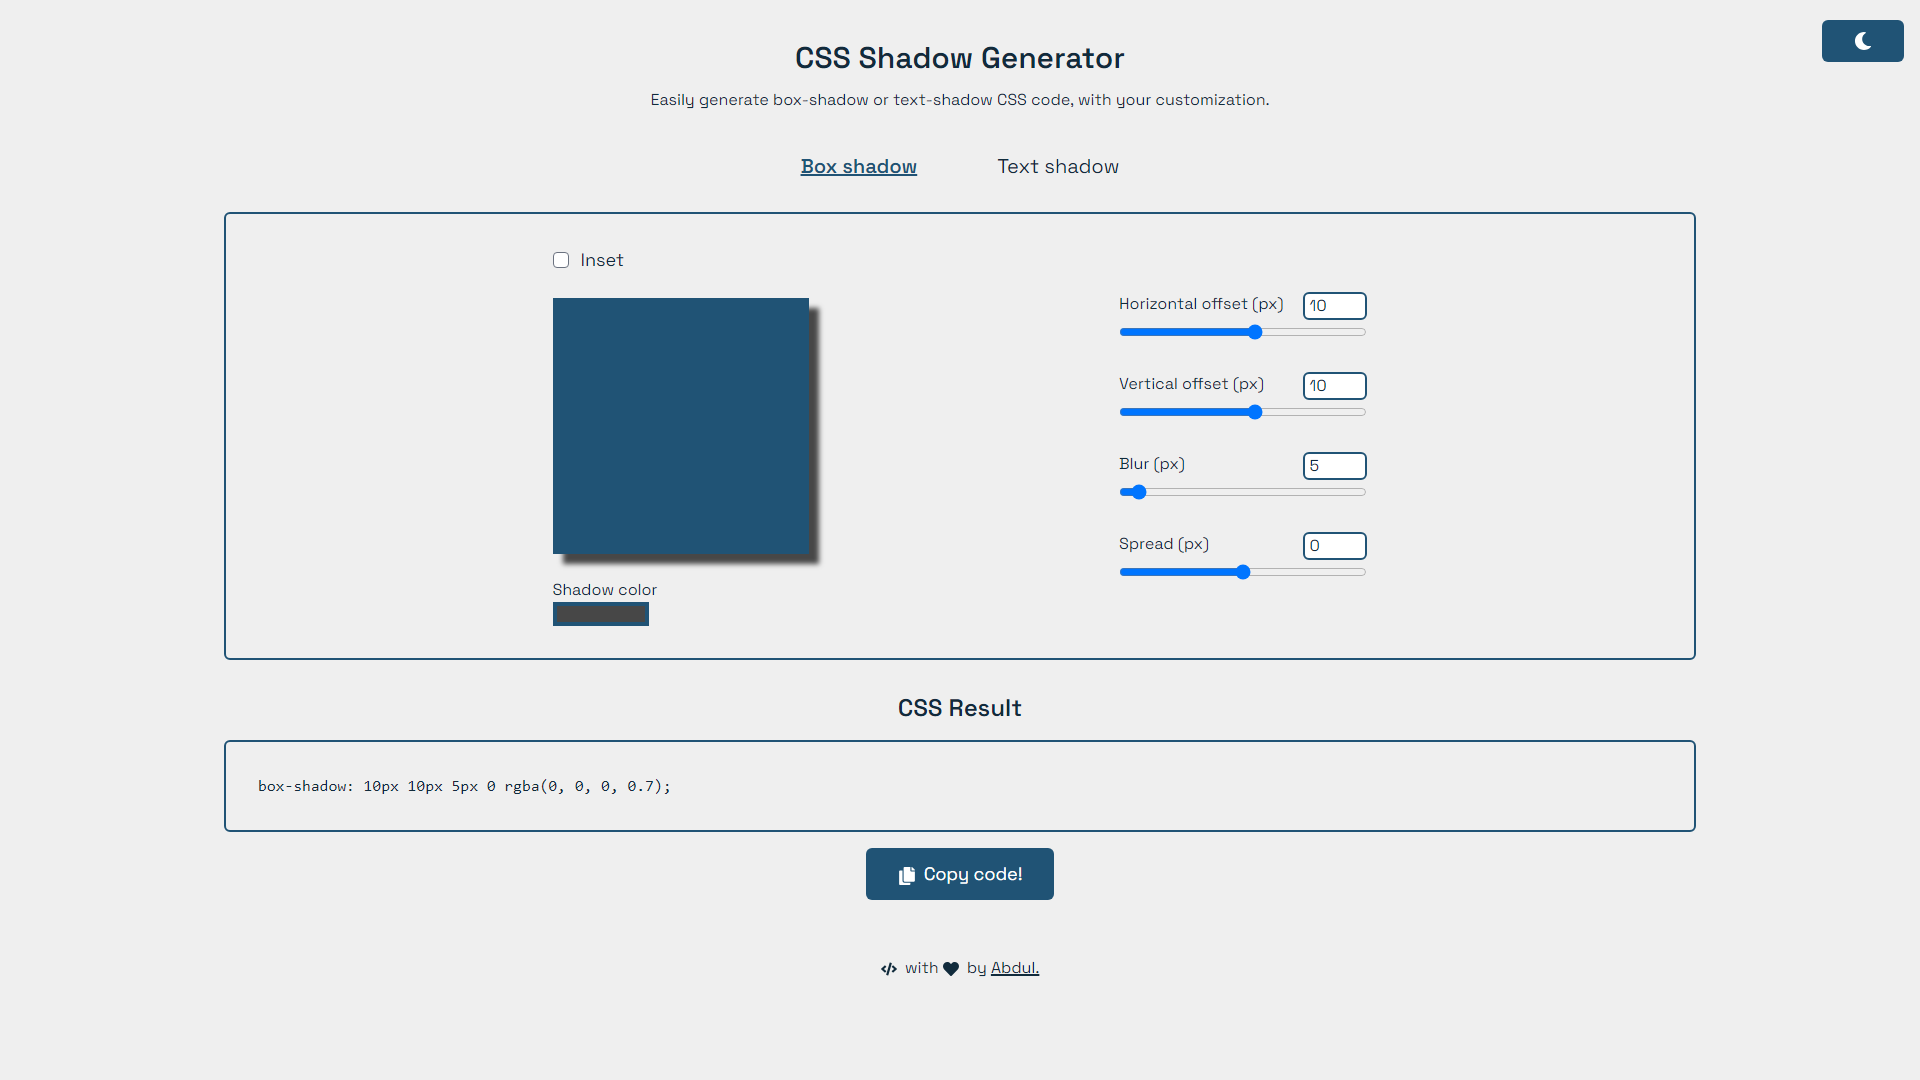 CSS Shadow Generator
Easily generate box-shadow or text-shadow CSS code, with your customization.
Box shadow
Text shadow
Inset
Horizontal offset (px)
10
Vertical offset (px)
10
Blur (px)
5
Spread (px)
0
Shadow color
CSS Result
box-shadow: 10px 10px 5px 0 rgba(0, 0, 0, 0.7);
Copy code!
with by Abdul.